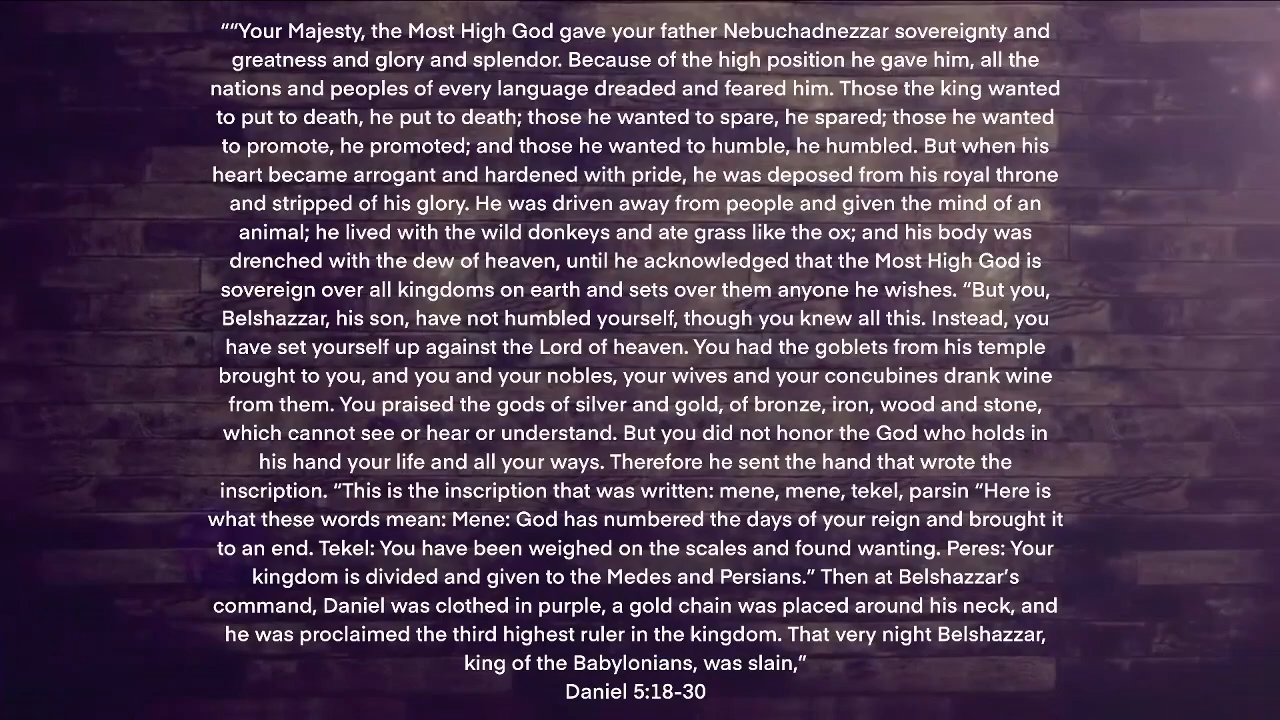 ““Your Majesty, the Most High God gave your father Nebuchadnezzar sovereignty and
greatness and glory and splendor. Because of the high position he gave him, all the
nations and peoples of every language dreaded and feared him. Those the king wanted
to put to death, he put to death; those he wanted to spare, he spared; those he wanted
to promote, he promoted; and those he wanted to humble, he humbled. But when his
heart became arrogant and hardened with pride, he was deposed from his royal throne
and stripped of his glory. He was driven away from people and given the mind of an
animal; he lived with the wild donkeys and ate grass like the ox; and his body was
drenched with the dew of heaven, until he acknowledged that the Most High God is
sovereign over all kingdoms on earth and sets over them anyone he wishes. “But you,
Belshazzar, his son, have not humbled yourself, though you knew all this. Instead, you
have set yourself up against the Lord of heaven. You had the goblets from his temple
brought to you, and you and your nobles, your wives and your concubines drank wine
from them. You praised the gods of silver and gold, of bronze, iron, wood and stone,
which cannot see or hear or understand. But you did not honor the God who holds in
his hand your life and all your ways. Therefore he sent the hand that wrote the
inscription. “This is the inscription that was written: mene, mene, tekel, parsin “Here is
what these words mean: Mene: God has numbered the days of your reign and brought it
to an end. Tekel: You have been weighed on the scales and found wanting. Peres: Your
kingdom is divided and given to the Medes and Persians.” Then at Belshazzar’s
command, Daniel was clothed in purple, a gold chain was placed around his neck, and
he was proclaimed the third highest ruler in the kingdom. That very night Belshazzar,
king of the Babylonians, was slain,”
Daniel 5:18-30